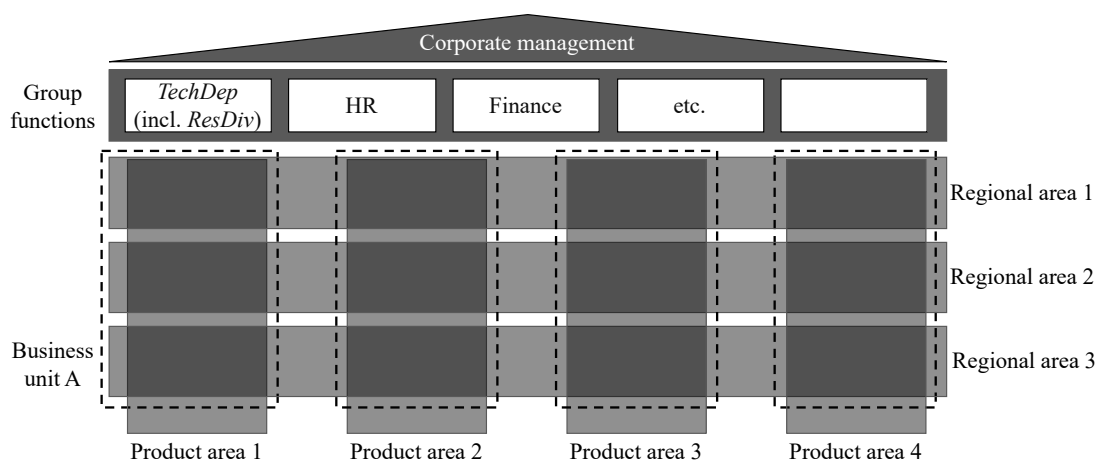 Corporate management
Group
functions
TechDep
(incl. ResDiv)
HR
Finance
etc.
Regional area 1
Regional area 2
Business
unit A
Regional area 3
Product area 1
Product area 2
Product area 3
Product area 4